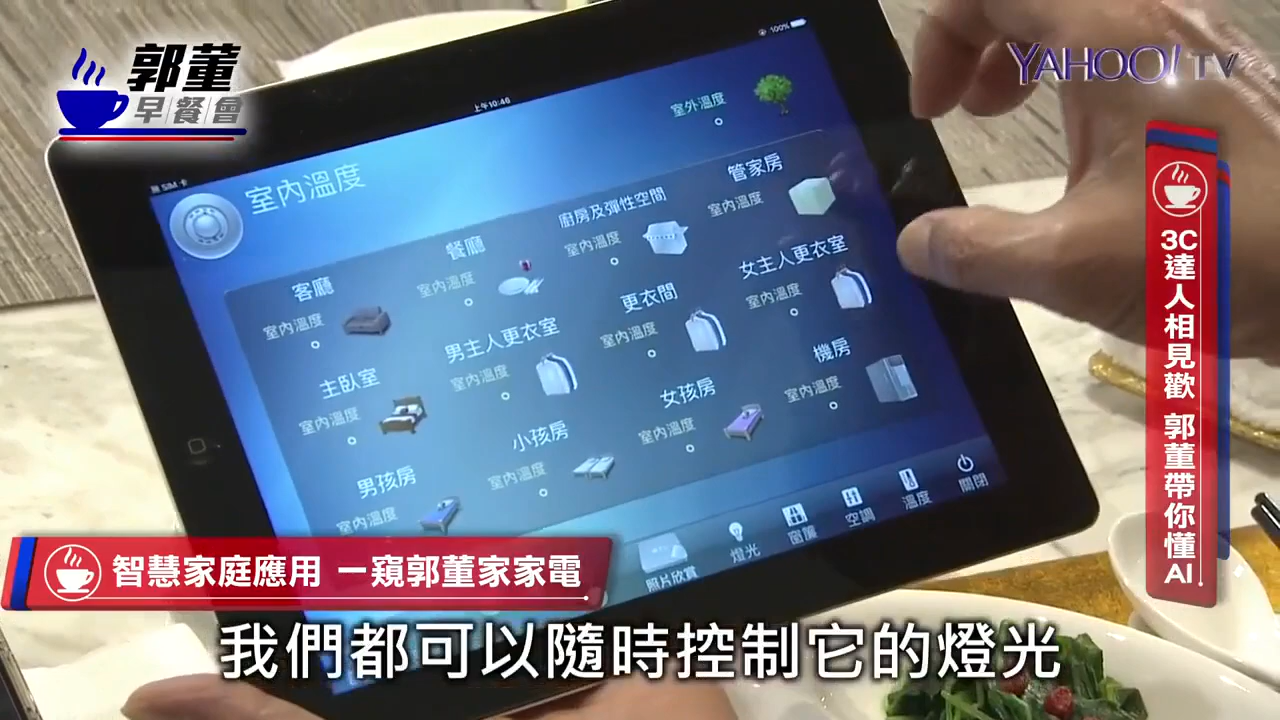 郭董
早餐會
YAHOO! TV
100%
上午10:46
無 SIM 卡
室內溫度
室外溫度
客廳
室內溫度
餐廳
室內溫度
廚房及彈性空間
室內溫度
管家房
室內溫度
主臥室
室內溫度
男主人更衣室
室內溫度
更衣間
室內溫度
女主人更衣室
室內溫度
男孩房
室內溫度
小孩房
室內溫度
女孩房
室內溫度
機房
室內溫度
照片欣賞
燈光
窗簾
空調
溫度
關閉
3C達人相見歡 郭董帶你懂AI
智慧家庭應用 一窺郭董家家電
我們都可以隨時控制它的燈光